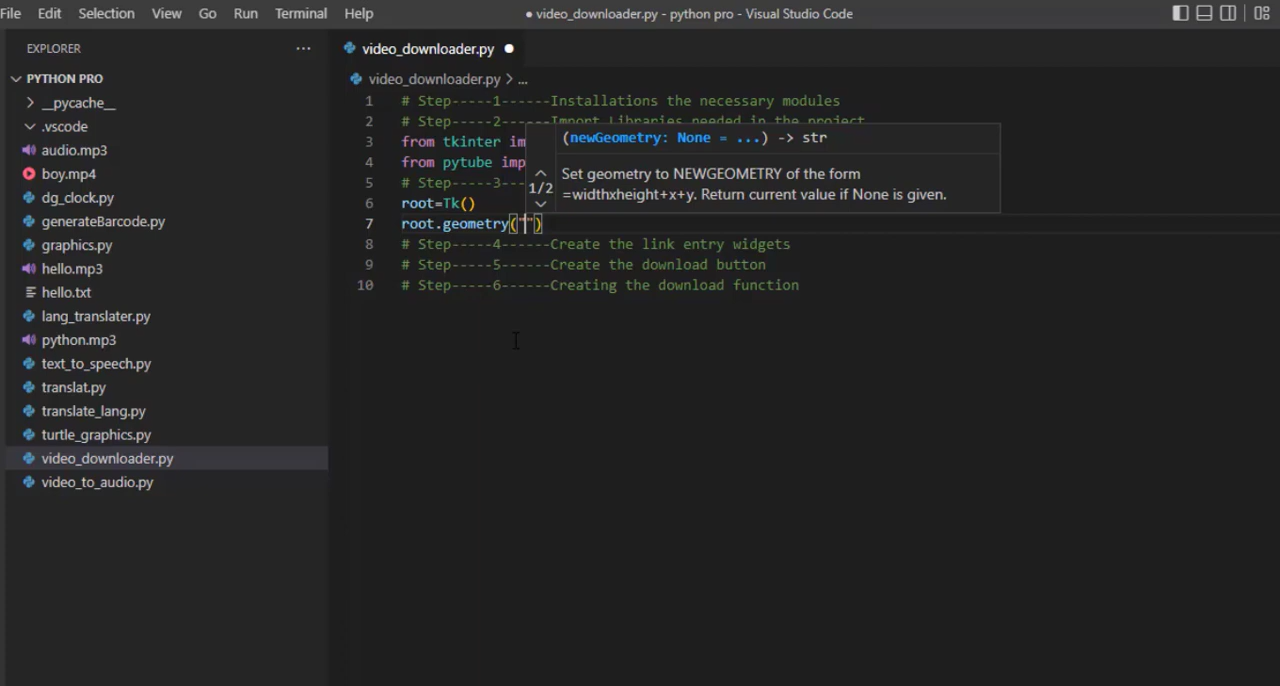 File Edit Selection View Go Run Terminal Help
● video_downloader.py - python pro - Visual Studio Code
EXPLORER
PYTHON PRO
__pycache__
.vscode
audio.mp3
boy.mp4
dg_clock.py
generateBarcode.py
graphics.py
hello.mp3
hello.txt
lang_translater.py
python.mp3
text_to_speech.py
translat.py
translate_lang.py
turtle_graphics.py
video_downloader.py
video_to_audio.py
video_downloader.py
video_downloader.py > ...
1 # Step-----1------Installations the necessary modules
2 # Step-----2------Import Libraries needed in the project
3 from tkinter im
4 from pytube imp
5 # Step-----3---
6 root=Tk()
7 root.geometry("")
8 # Step-----4------Create the link entry widgets
9 # Step-----5------Create the download button
10 # Step-----6------Creating the download function
(newGeometry: None = ...) -> str
1/2
Set geometry to NEWGEOMETRY of the form
=widthxheight+x+y. Return current value if None is given.